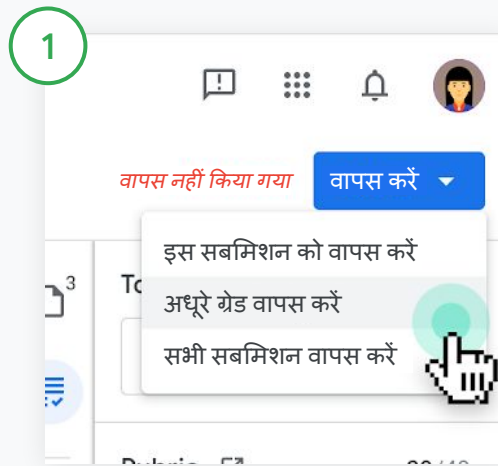 1
वापस नहीं किया गया
वापस करें
इस सबमिशन को वापस करें
3
अधूरे ग्रेड वापस करें
सभी सबमिशन वापस करें